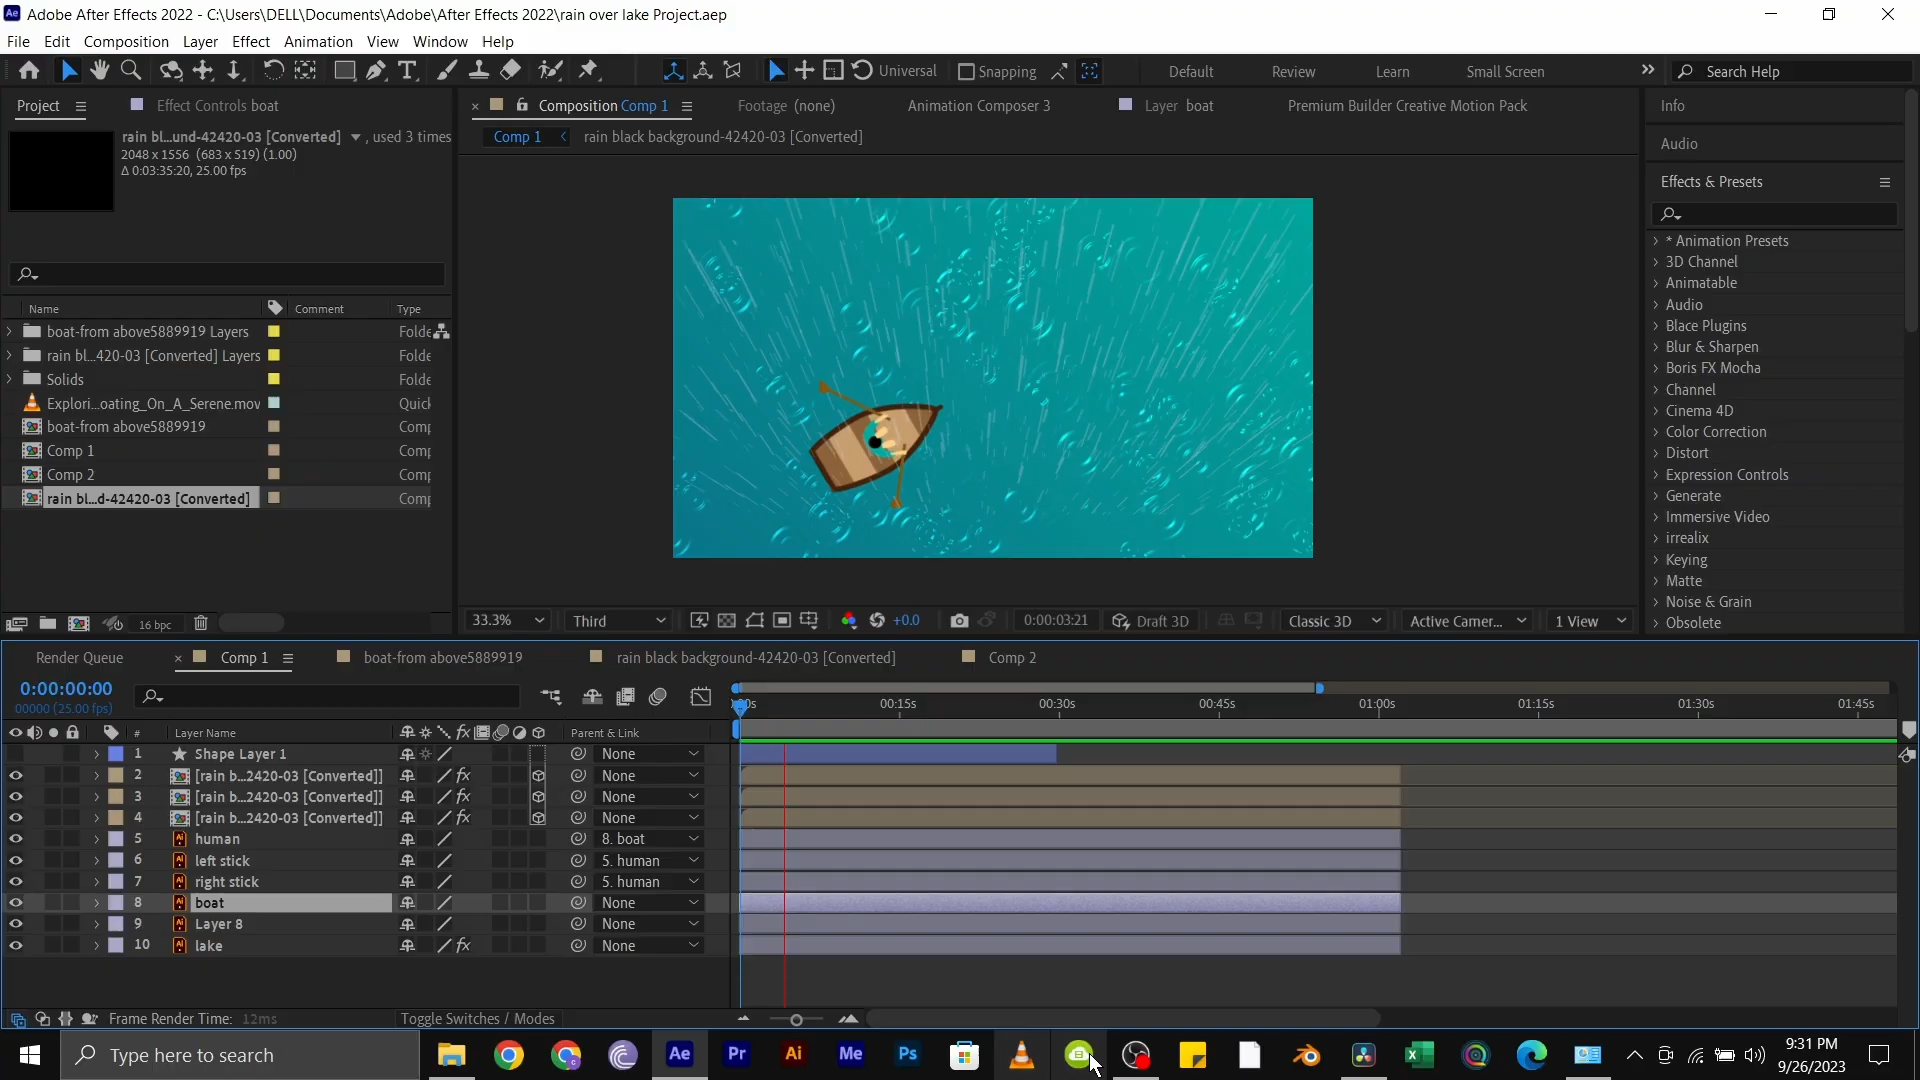 Adobe After Effects 2022 - C:\Users\DELL\Documents\Adobe\After Effects 2022\rain over lake Project.aep
File Edit Composition Layer Effect Animation View Window Help
Universal Snapping Default Review Learn Small Screen Search Help
Project Effect Controls boat Composition Comp 1 Footage (none) Animation Composer 3 Layer boat Premium Builder Creative Motion Pack Info
Comp 1 rain black background-42420-03 [Converted]
rain bl...und-42420-03 [Converted] , used 3 times
2048 x 1556 (683 x 519) (1.00)
Δ 0:03:35:20, 25.00 fps
Audio
Effects & Presets
Name Comment Type
boat-from above5889919 Layers Folde
rain bl...420-03 [Converted] Layers Folde
Solids Folde
Explori...oating_On_A_Serene.mov Quick
boat-from above5889919 Comp
Comp 1 Comp
Comp 2 Comp
rain bl...d-42420-03 [Converted] Comp
16 bpc
* Animation Presets
3D Channel
Animatable
Audio
Blace Plugins
Blur & Sharpen
Boris FX Mocha
Channel
Cinema 4D
Color Correction
Distort
Expression Controls
Generate
Immersive Video
irrealix
Keying
Matte
Noise & Grain
Obsolete
33.3% Third +0.0 0:00:03:21 Draft 3D Classic 3D Active Camer... 1 View
Render Queue Comp 1 boat-from above5889919 rain black background-42420-03 [Converted] Comp 2
0:00:00:00
00000 (25.00 fps)
00s 00:15s 00:30s 00:45s 01:00s 01:15s 01:30s 01:45s
# Layer Name fx Parent & Link
1 Shape Layer 1 None
2 [rain b...2420-03 [Converted]] fx None
3 [rain b...2420-03 [Converted]] fx None
4 [rain b...2420-03 [Converted]] fx None
5 human 8. boat
6 left stick 5. human
7 right stick 5. human
8 boat None
9 Layer 8 None
10 lake fx None
Frame Render Time: 12ms Toggle Switches / Modes
Type here to search
Ae Pr Ai Me Ps
9:31 PM
9/26/2023